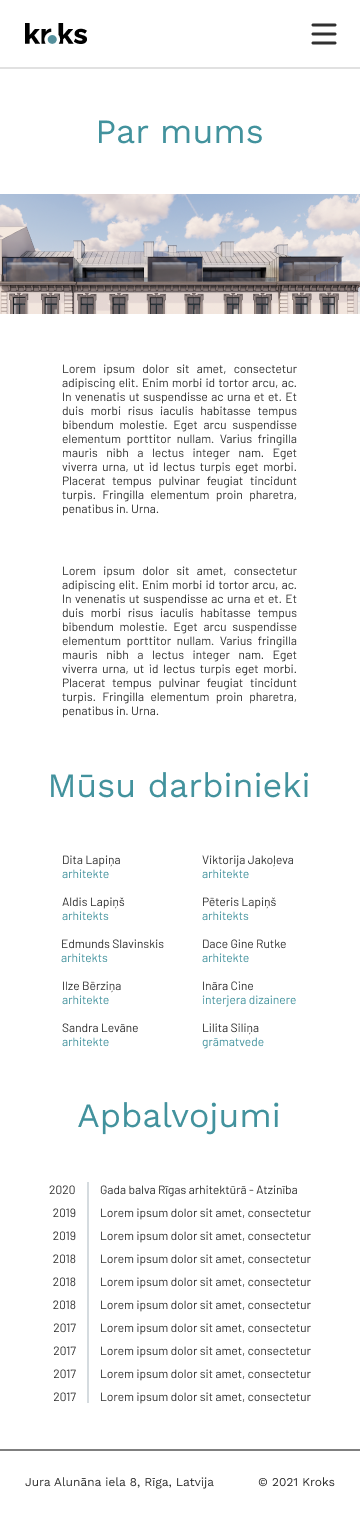 kroks
Par mums
Lorem ipsum dolor sit amet, consectetur
adipiscing elit. Enim morbi id tortor arcu, ac.
In venenatis ut suspendisse ac urna et et. Et
duis morbi risus iaculis habitasse tempus
bibendum molestie. Eget arcu suspendisse
elementum porttitor nullam. Varius fringilla
mauris nibh a lectus integer nam. Eget
viverra urna, ut id lectus turpis eget morbi.
Placerat tempus pulvinar feugiat tincidunt
turpis. Fringilla elementum proin pharetra,
penatibus in. Urna.
Lorem ipsum dolor sit amet, consectetur
adipiscing elit. Enim morbi id tortor arcu, ac.
In venenatis ut suspendisse ac urna et et. Et
duis morbi risus iaculis habitasse tempus
bibendum molestie. Eget arcu suspendisse
elementum porttitor nullam. Varius fringilla
mauris nibh a lectus integer nam. Eget
viverra urna, ut id lectus turpis eget morbi.
Placerat tempus pulvinar feugiat tincidunt
turpis. Fringilla elementum proin pharetra,
penatibus in. Urna.
Mūsu darbinieki
Dita Lapiņa
arhitekte
Viktorija Jakoļeva
arhitekte
Aldis Lapiņš
arhitekts
Pēteris Lapiņš
arhitekts
Edmunds Slavinskis
arhitekts
Dace Gine Rutke
arhitekte
Ilze Bērziņa
arhitekte
Ināra Cine
interjera dizainere
Sandra Levāne
arhitekte
Lilita Siliņa
grāmatvede
Apbalvojumi
2020 Gada balva Rīgas arhitektūrā - Atzinība
2019 Lorem ipsum dolor sit amet, consectetur
2019 Lorem ipsum dolor sit amet, consectetur
2018 Lorem ipsum dolor sit amet, consectetur
2018 Lorem ipsum dolor sit amet, consectetur
2018 Lorem ipsum dolor sit amet, consectetur
2017 Lorem ipsum dolor sit amet, consectetur
2017 Lorem ipsum dolor sit amet, consectetur
2017 Lorem ipsum dolor sit amet, consectetur
2017 Lorem ipsum dolor sit amet, consectetur
Jura Alunāna iela 8, Rīga, Latvija © 2021 Kroks